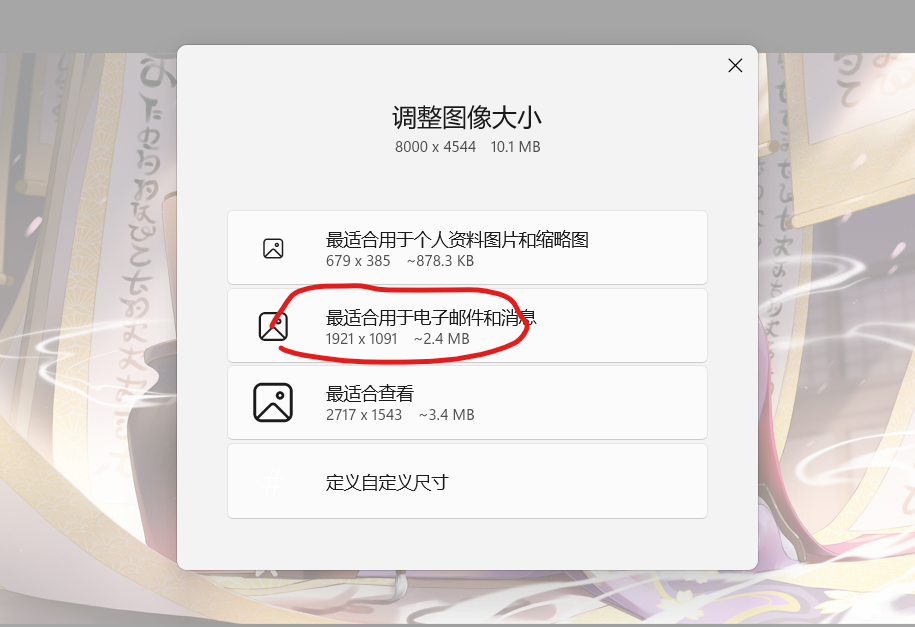 调整图像大小
8000 x 4544 10.1 MB
最适合用于个人资料图片和缩略图
679 x 385 ~878.3 KB
最适合用于电子邮件和消息
1921 x 1091 ~2.4 MB
最适合查看
2717 x 1543 ~3.4 MB
#
定义自定义尺寸